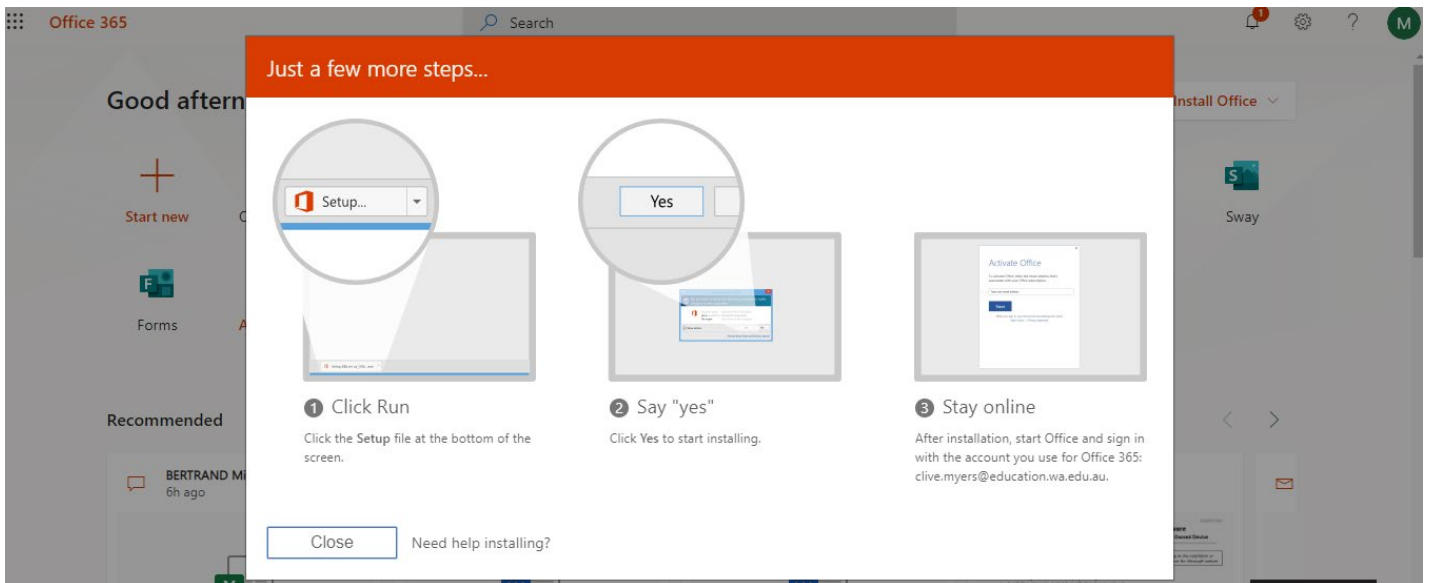 Office 365
Search
1
?
M
Just a few more steps...
Good aftern
Install Office
Setup...
Yes
Start new
C
S
Sway
F
Forms
A
Activate Office
1 Click Run
2 Say "yes"
3 Stay online
Click the Setup file at the bottom of the
screen.
Click Yes to start installing.
After installation, start Office and sign in
with the account you use for Office 365:
clive.myers@education.wa.edu.au.
Recommended
BERTRAND Mi
6h ago
Close
Need help installing?